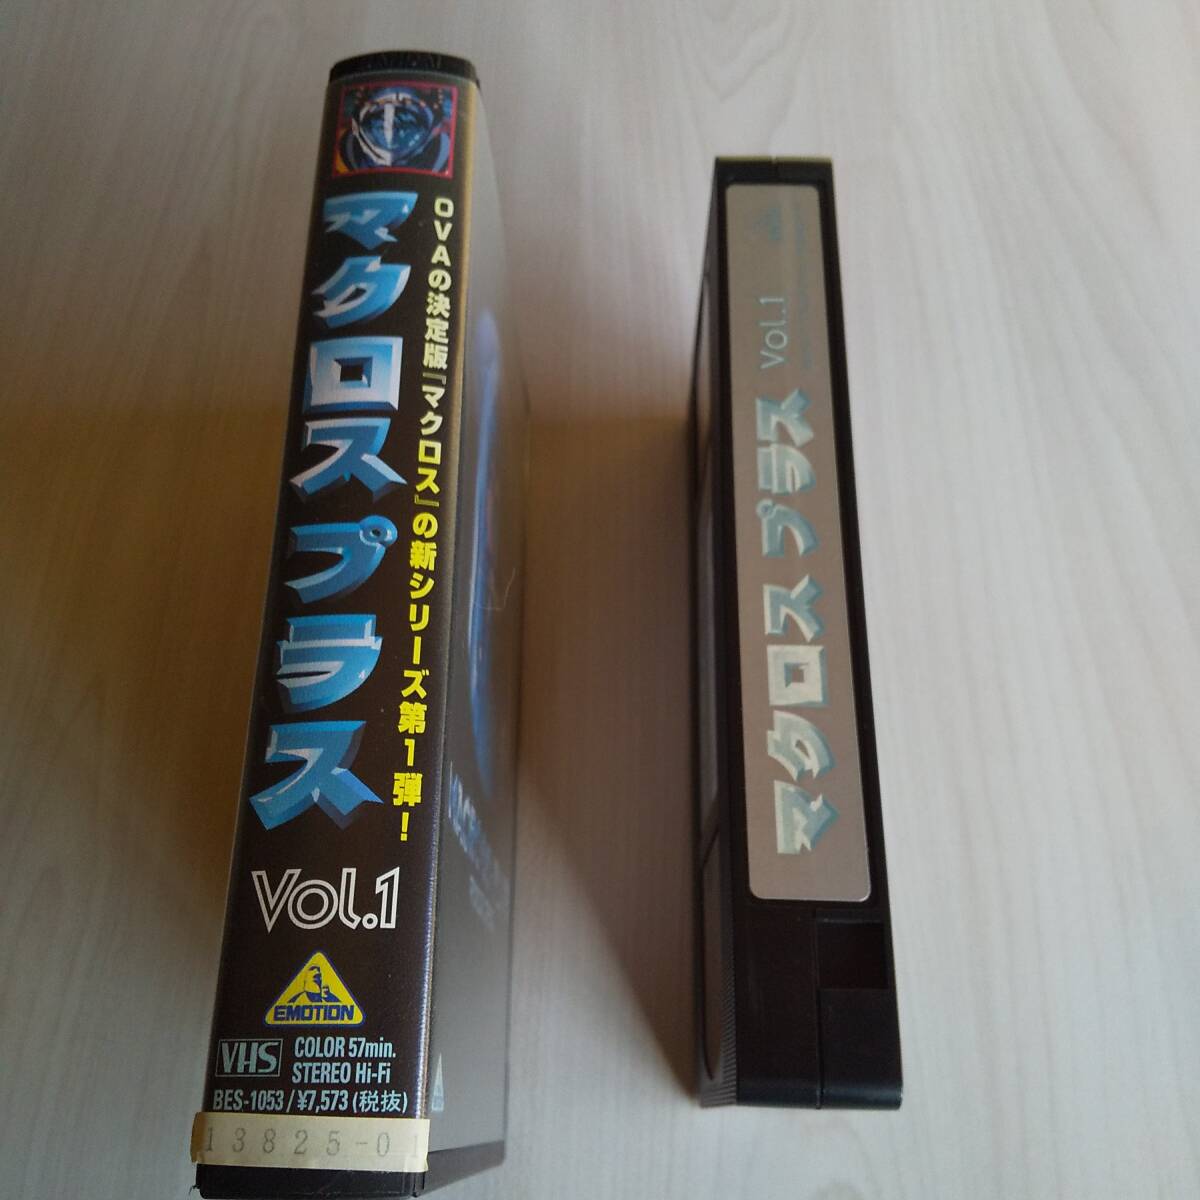 BANDAI
マクロス プラス
OVAの決定版『マクロス』の新シリーズ第1弾!
VOL.1
EMOTION
VHS
COLOR 57min.
STEREO Hi-Fi
BES-1053/¥7,573(税抜)
13825-01
マクロス プラス Vol.1